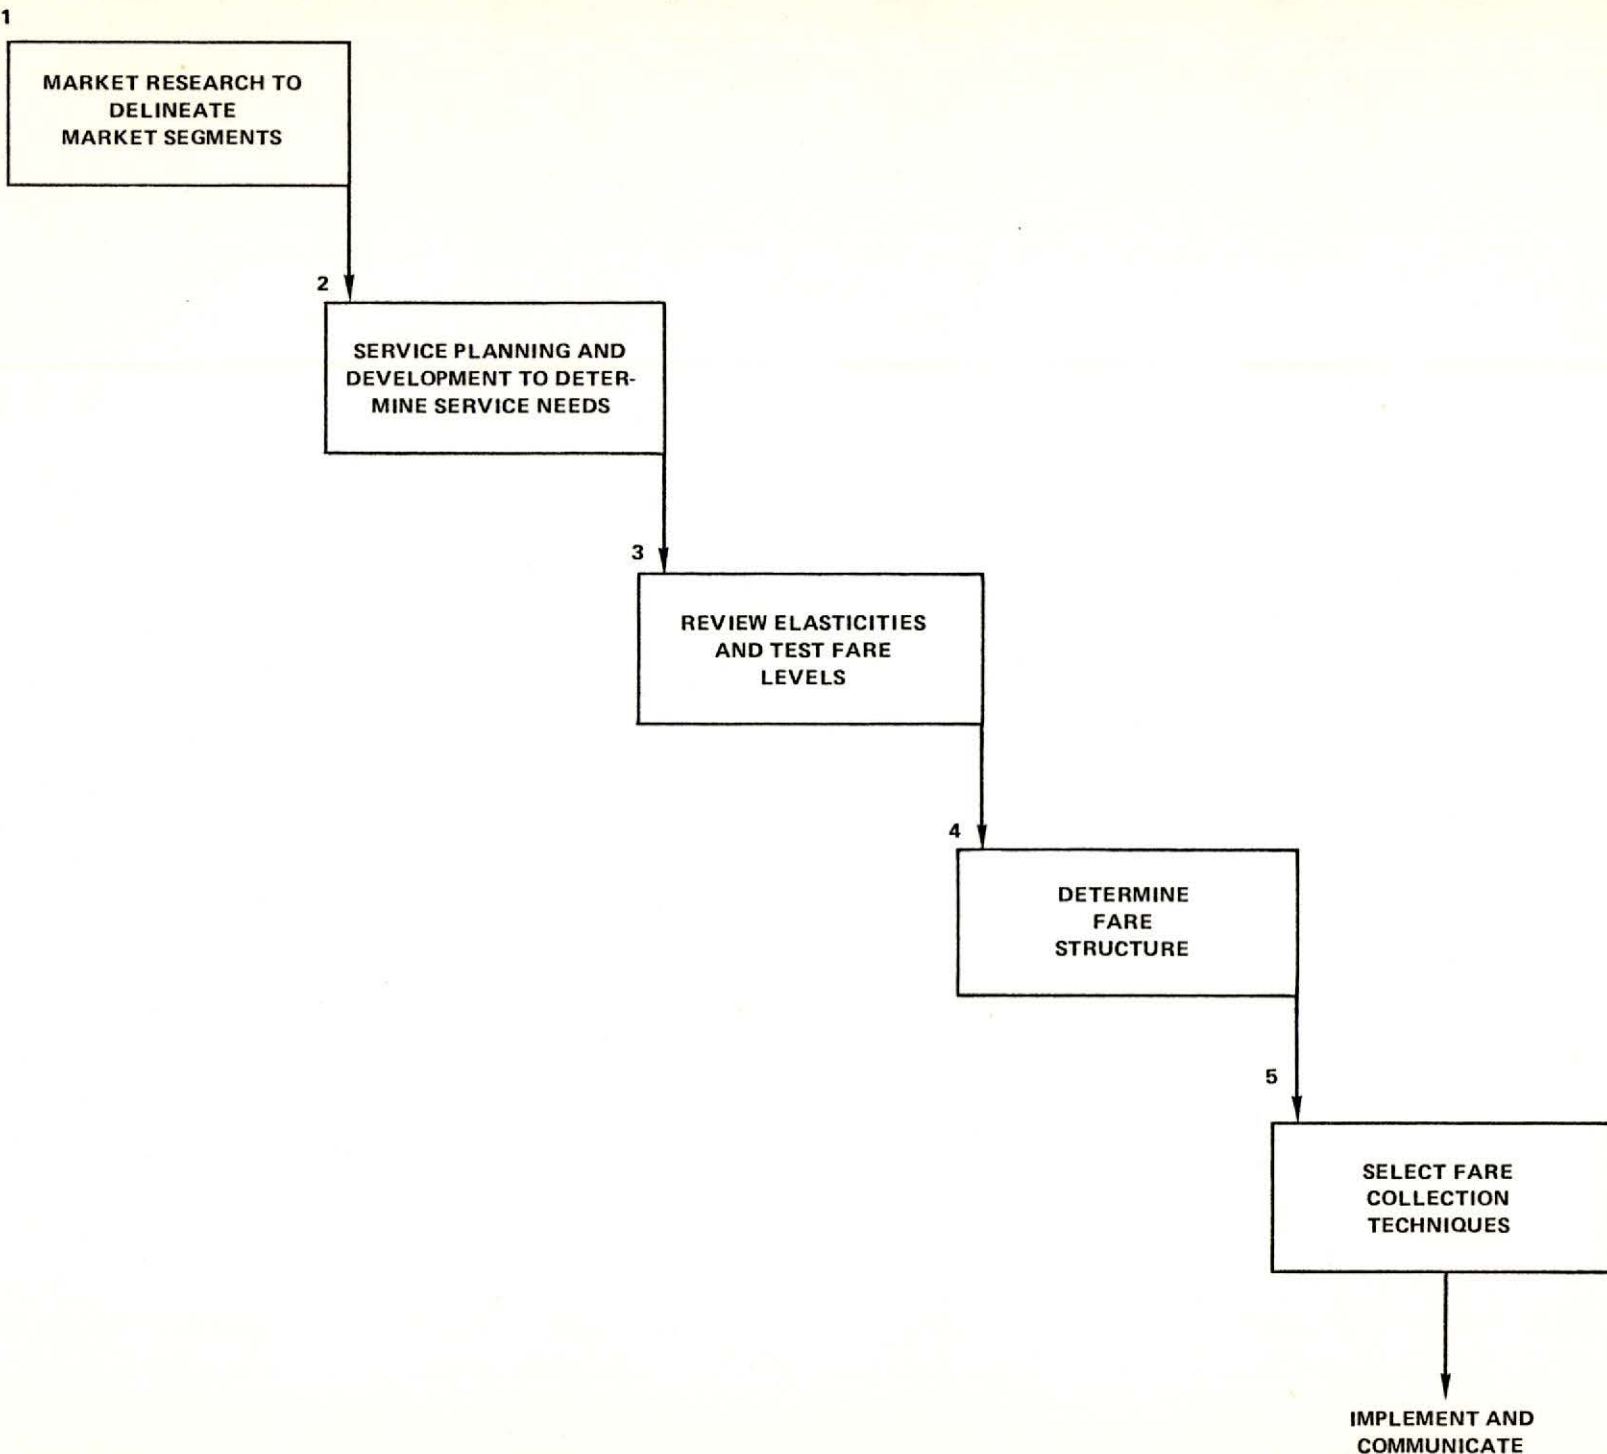 1
MARKET RESEARCH TO
DELINEATE
MARKET SEGMENTS
2
SERVICE PLANNING AND
DEVELOPMENT TO DETER-
MINE SERVICE NEEDS
3
REVIEW ELASTICITIES
AND TEST FARE
LEVELS
4
DETERMINE
FARE
STRUCTURE
5
SELECT FARE
COLLECTION
TECHNIQUES
IMPLEMENT AND
COMMUNICATE